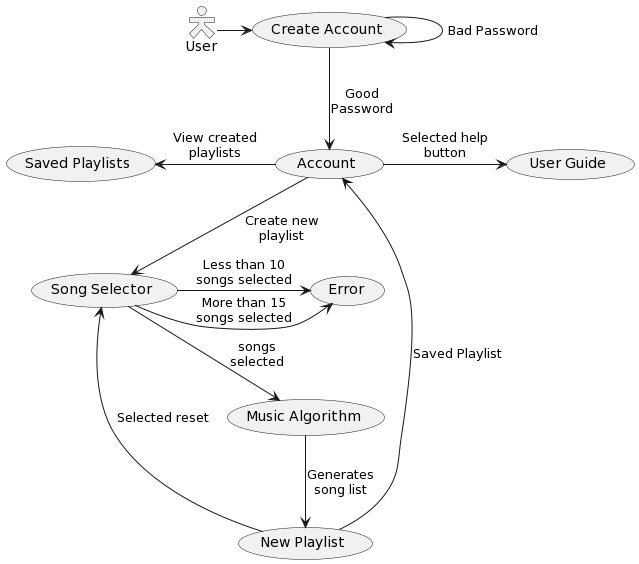 Create Account
Bad Password
User
Good
Password
View created
playlists
Selected help
button
Saved Playlists
Account
User Guide
Create new
playlist
Less than 10
songs selected
Song Selector
Error
More than 15
songs selected
songs
selected
Saved Playlist
Music Algorithm
Selected reset
Generates
song list
New Playlist